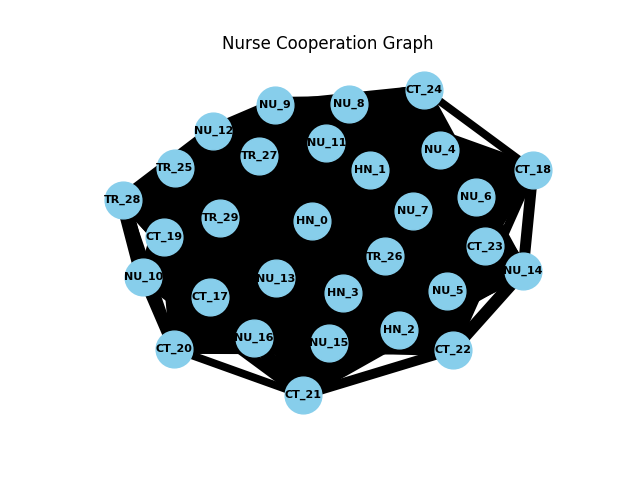 Nurse Cooperation Graph
CT_24
NU_9
NU_8
NU_12
NU_11
NU_4
TR_27
TR_25
HN_1
CT_18
NU_6
TR_28
NU_7
TR_29
HN_0
CT_19
CT_23
TR_26
NU_14
NU_10
NU_13
NU_5
HN_3
CT_17
HN_2
NU_16
NU_15
CT_20
CT_22
CT_21